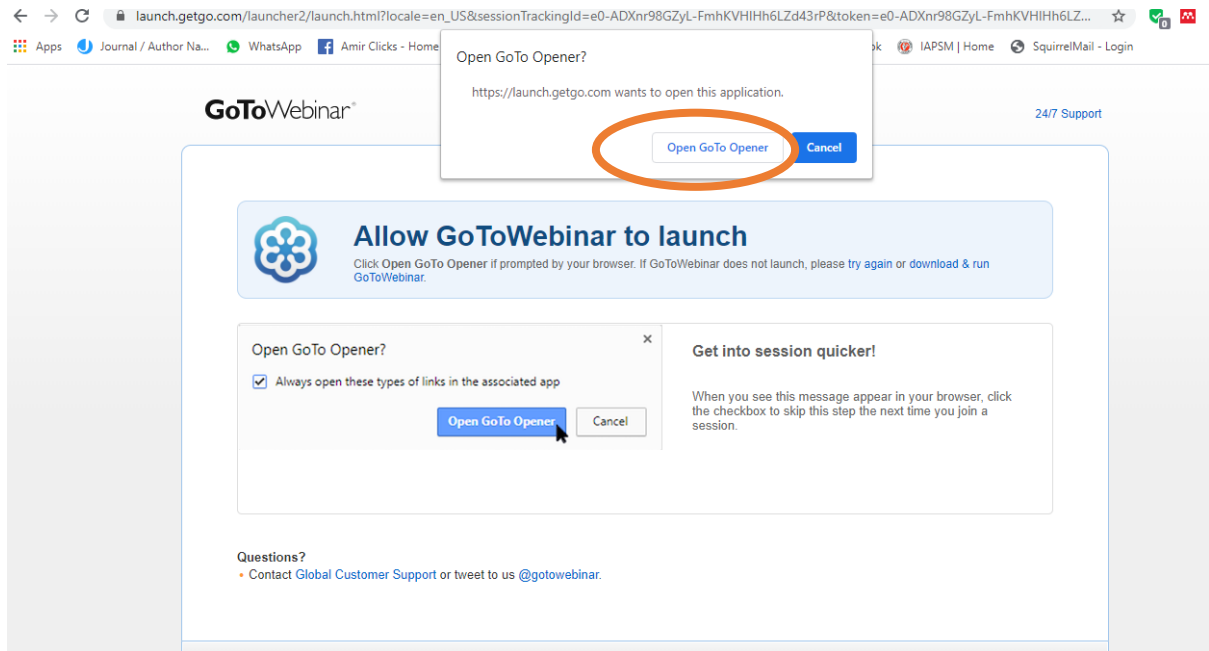 launch.getgo.com/launcher2/launch.html?locale=en_US&sessionTrackingId=e0-ADXnr98GZyL-FmhKVHIHh6LZd43rP&token=e0-ADXnr98GZyL-FmhKVHIHh6LZ...
0
Apps Journal / Author Na... WhatsApp Amir Clicks - Home ok IAPSM | Home SquirrelMail - Login
Open GoTo Opener?
https://launch.getgo.com wants to open this application.
Open GoTo Opener Cancel
GoToWebinar
24/7 Support
Allow GoToWebinar to launch
Click Open GoTo Opener if prompted by your browser. If GoToWebinar does not launch, please try again or download & run
GoToWebinar.
Open GoTo Opener?
Always open these types of links in the associated app
Open GoTo Opener Cancel
Get into session quicker!
When you see this message appear in your browser, click
the checkbox to skip this step the next time you join a
session.
Questions?
• Contact Global Customer Support or tweet to us @gotowebinar.